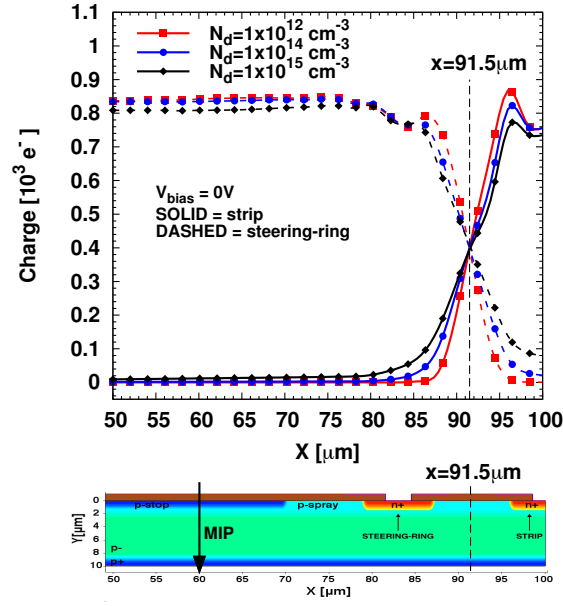 1.1
1
0.9
0.8
0.7
0.6
0.5
0.4
0.3
0.2
0.1
0
Charge [10³ e⁻]
N_d=1x10¹² cm⁻³
N_d=1x10¹⁴ cm⁻³
N_d=1x10¹⁵ cm⁻³
x=91.5μm
V_bias = 0V
SOLID = strip
DASHED = steering-ring
50 55 60 65 70 75 80 85 90 95 100
X [μm]
x=91.5μm
Y[μm]
0
2
4
6
8
10
p-stop
p-spray
n+
n+
MIP
STEERING-RING
STRIP
p-
p+
50 55 60 65 70 75 80 85 90 95 100
X [μm]